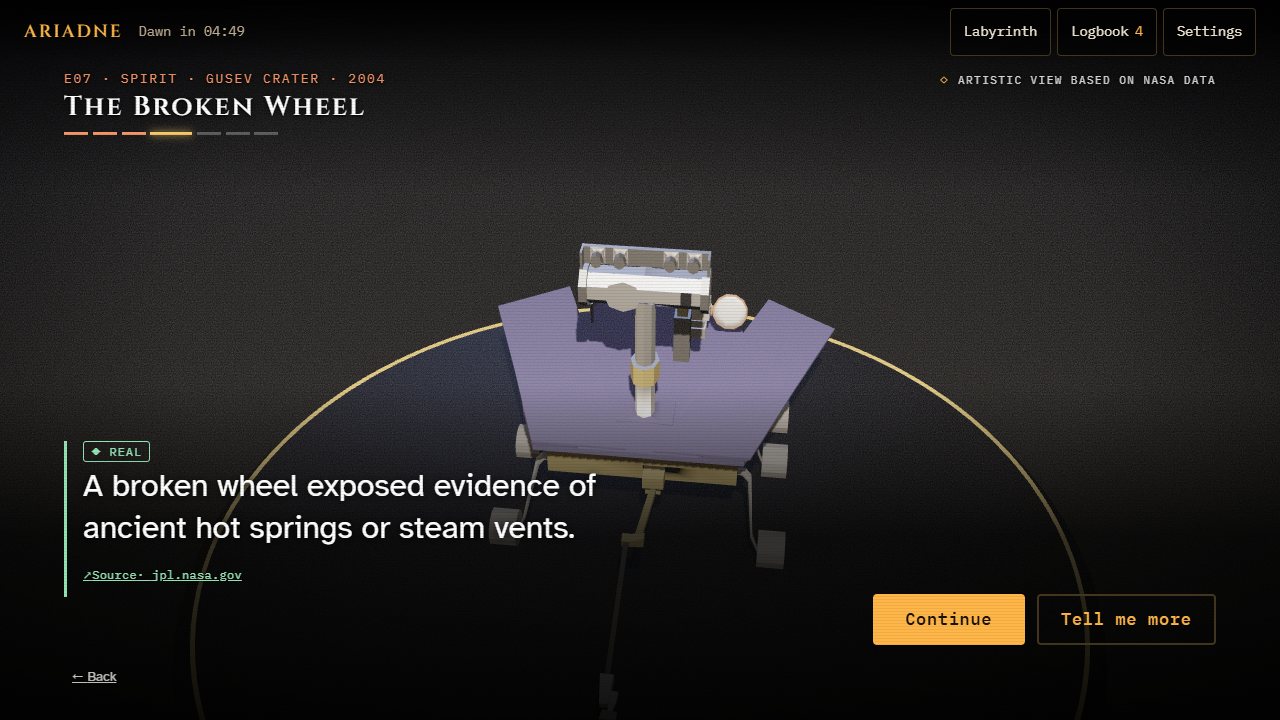 ARIADNE Dawn in 04:49
Labyrinth
Logbook 4
Settings
E07 · SPIRIT · GUSEV CRATER · 2004
THE BROKEN WHEEL
◇ ARTISTIC VIEW BASED ON NASA DATA
◆ REAL
A broken wheel exposed evidence of
ancient hot springs or steam vents.
↗Source· jpl.nasa.gov
Continue
Tell me more
← Back